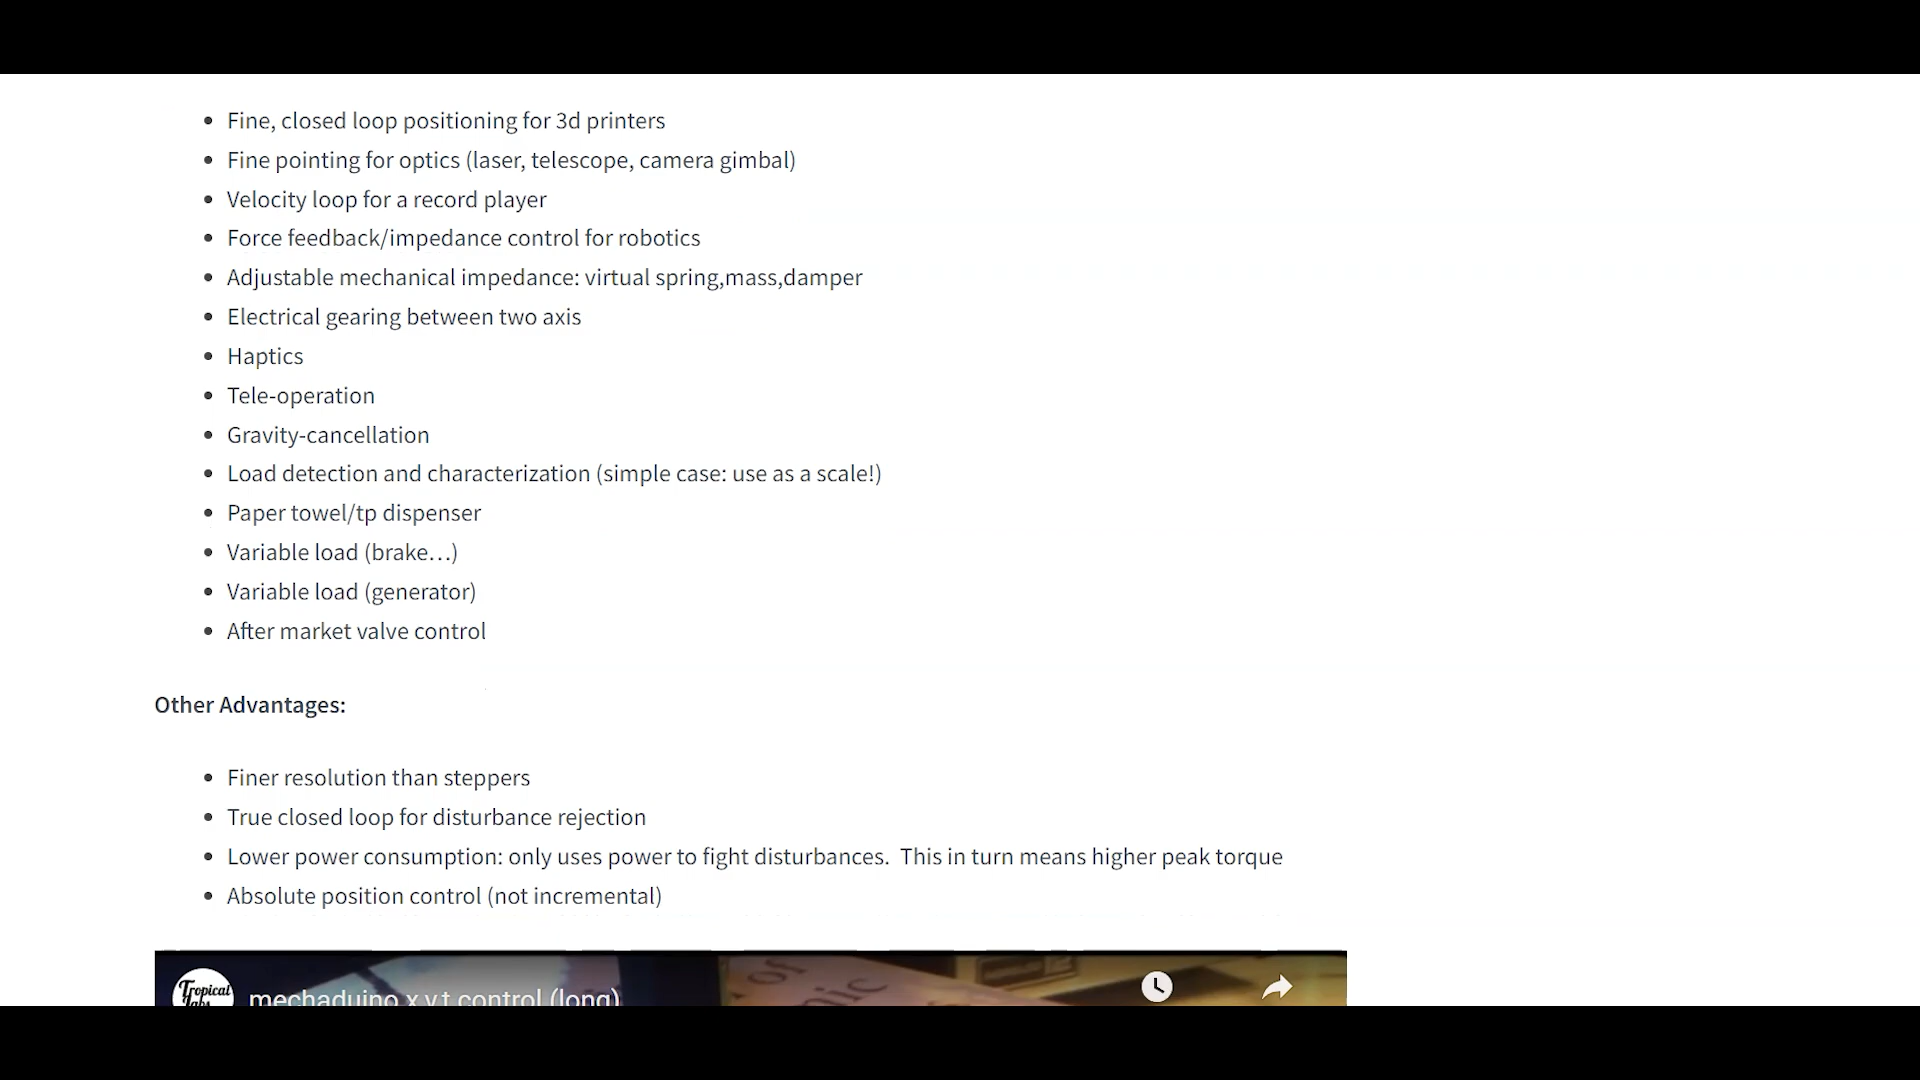 Fine, closed loop positioning for 3d printers
Fine pointing for optics (laser, telescope, camera gimbal)
Velocity loop for a record player
Force feedback/impedance control for robotics
Adjustable mechanical impedance: virtual spring,mass,damper
Electrical gearing between two axis
Haptics
Tele-operation
Gravity-cancellation
Load detection and characterization (simple case: use as a scale!)
Paper towel/tp dispenser
Variable load (brake…)
Variable load (generator)
After market valve control
Other Advantages:
Finer resolution than steppers
True closed loop for disturbance rejection
Lower power consumption: only uses power to fight disturbances.  This in turn means higher peak torque
Absolute position control (not incremental)
Tropical
Labs
mechaduino x,v,t control (long)
of